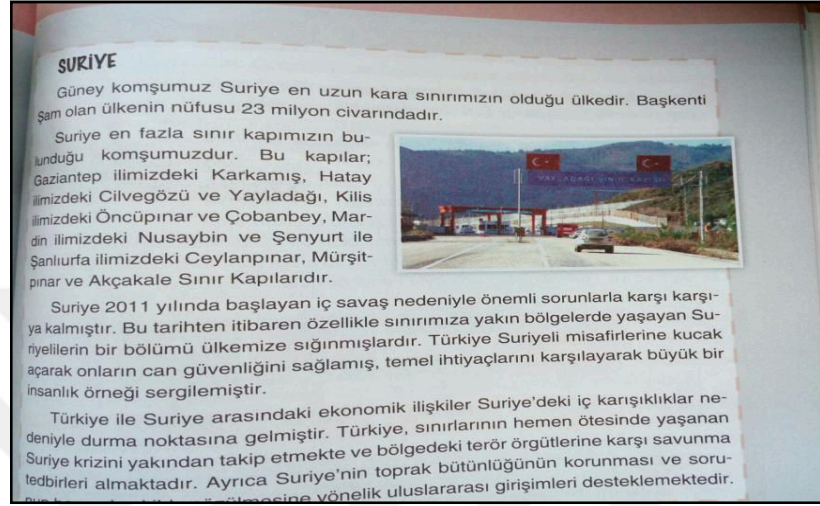 SURİYE
Güney komşumuz Suriye en uzun kara sınırımızın olduğu ülkedir. Başkenti
Şam olan ülkenin nüfusu 23 milyon civarındadır.
Suriye en fazla sınır kapımızın bu-
lunduğu komşumuzdur. Bu kapılar;
Gaziantep ilimizdeki Karkamış, Hatay
ilimizdeki Cilvegözü ve Yayladağı, Kilis
ilimizdeki Öncüpınar ve Çobanbey, Mar-
din ilimizdeki Nusaybin ve Şenyurt ile
Şanlıurfa ilimizdeki Ceylanpınar, Mürşit-
pınar ve Akçakale Sınır Kapılarıdır.
YAYLADAĞI SINIR KAPISI
Suriye 2011 yılında başlayan iç savaş nedeniyle önemli sorunlarla karşı karşı-
ya kalmıştır. Bu tarihten itibaren özellikle sınırımıza yakın bölgelerde yaşayan Su-
riyelilerin bir bölümü ülkemize sığınmışlardır. Türkiye Suriyeli misafirlerine kucak
açarak onların can güvenliğini sağlamış, temel ihtiyaçlarını karşılayarak büyük bir
insanlık örneği sergilemiştir.
Türkiye ile Suriye arasındaki ekonomik ilişkiler Suriye'deki iç karışıklıklar ne-
deniyle durma noktasına gelmiştir. Türkiye, sınırlarının hemen ötesinde yaşanan
Suriye krizini yakından takip etmekte ve bölgedeki terör örgütlerine karşı savunma
tedbirleri almaktadır. Ayrıca Suriye'nin toprak bütünlüğünün korunması ve soru-
yönelik uluslararası girişimleri desteklemektedir.